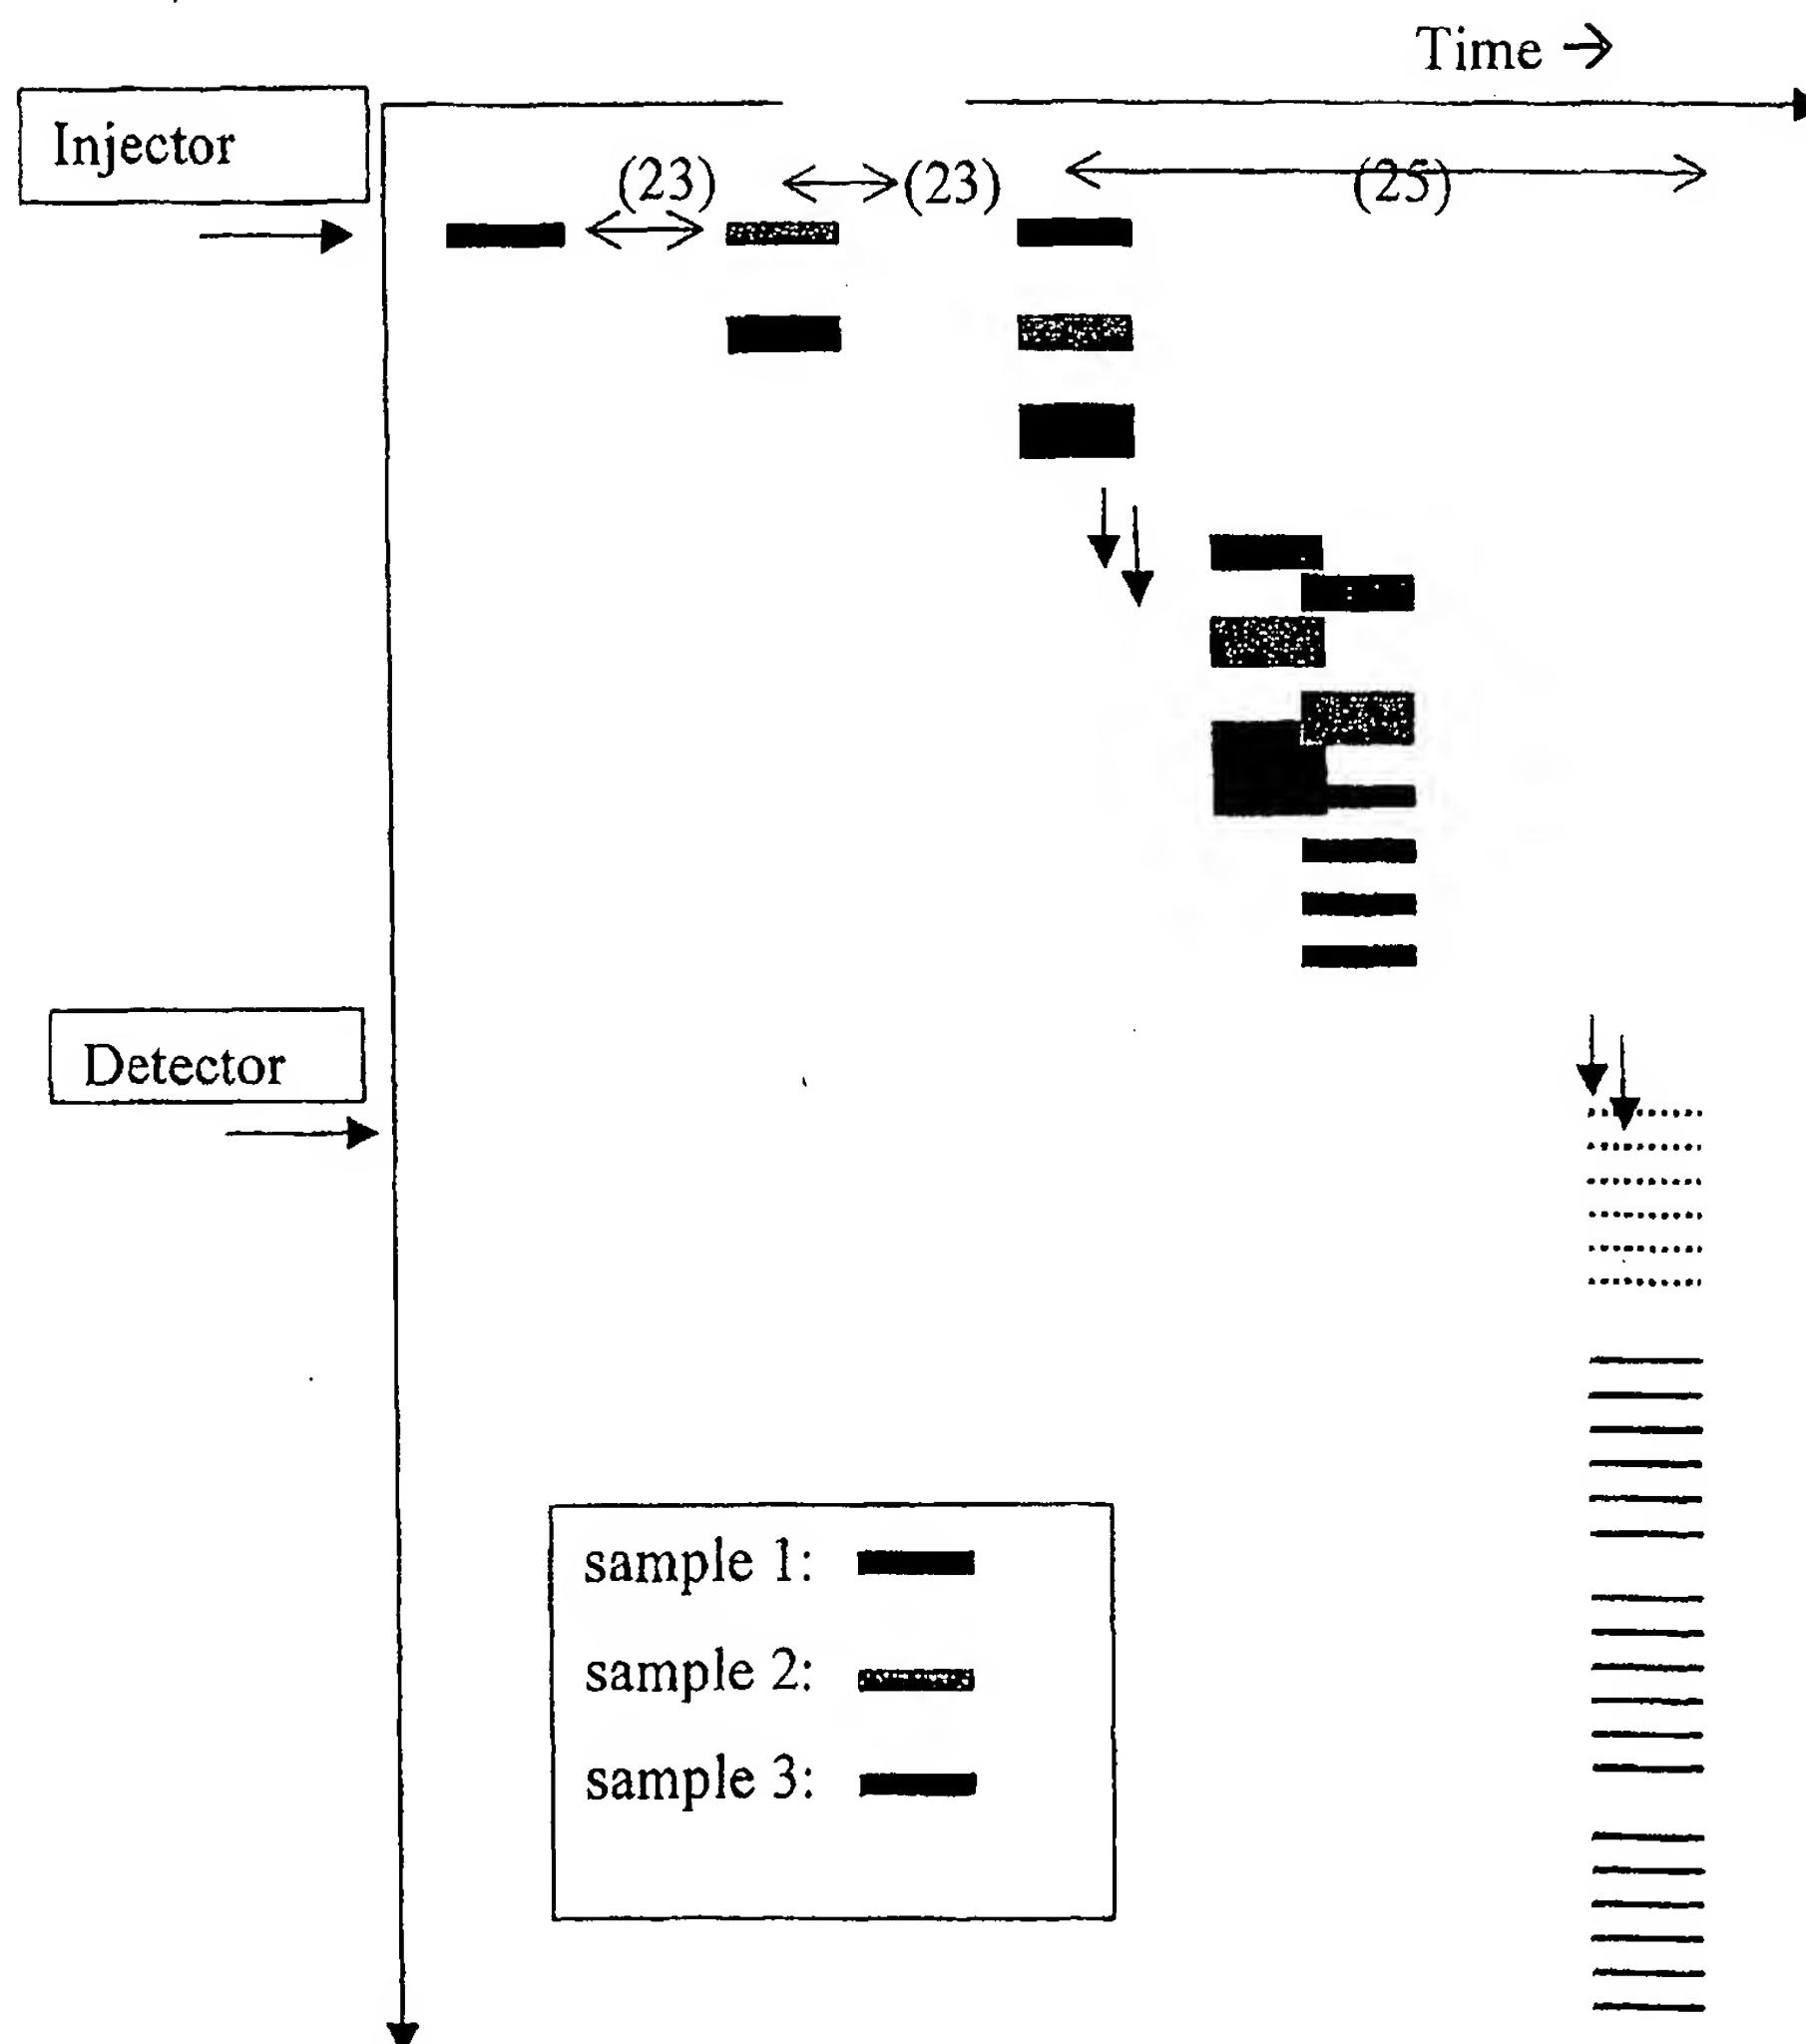 Time →
Injector
(23)
(23)
(25)
Detector
sample 1:
sample 2:
sample 3: